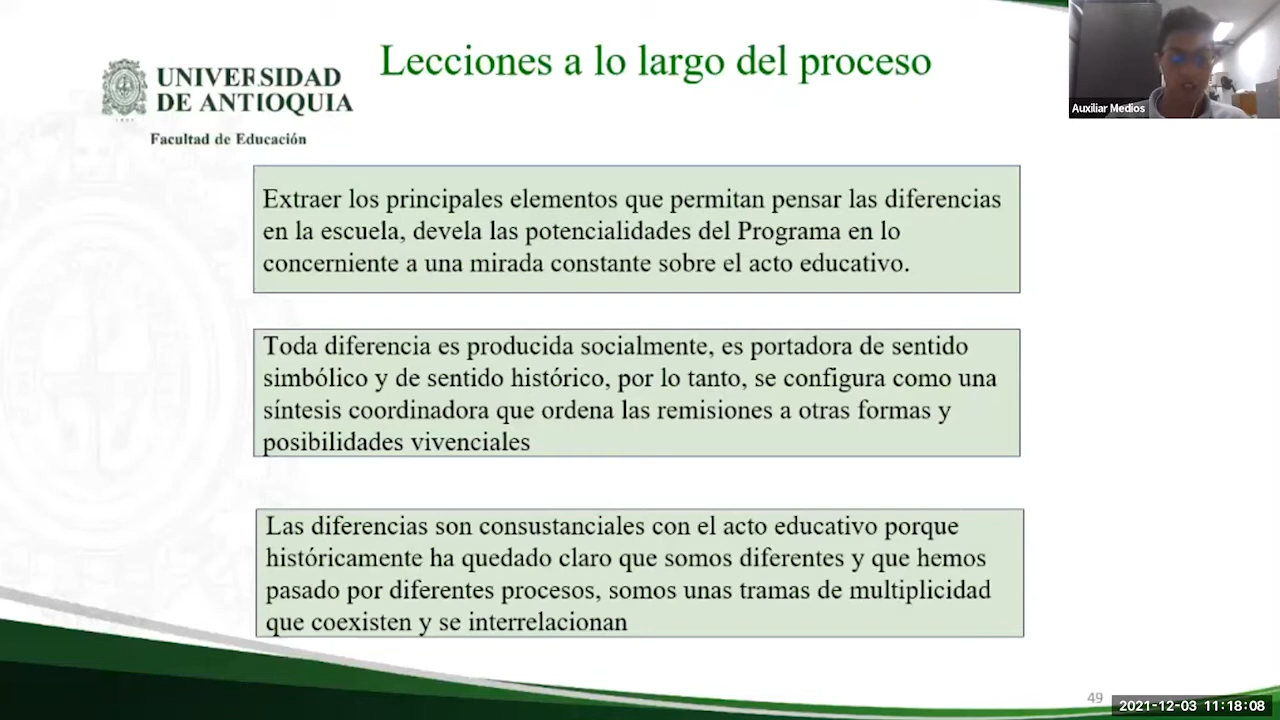 Lecciones a lo largo del proceso
UNIVERSIDAD
DE ANTIOQUIA
Facultad de Educación
Auxiliar Medios
Extraer los principales elementos que permitan pensar las diferencias
en la escuela, devela las potencialidades del Programa en lo
concerniente a una mirada constante sobre el acto educativo.
Toda diferencia es producida socialmente, es portadora de sentido
simbólico y de sentido histórico, por lo tanto, se configura como una
síntesis coordinadora que ordena las remisiones a otras formas y
posibilidades vivenciales
Las diferencias son consustanciales con el acto educativo porque
históricamente ha quedado claro que somos diferentes y que hemos
pasado por diferentes procesos, somos unas tramas de multiplicidad
que coexisten y se interrelacionan
49
2021-12-03 11:18:08